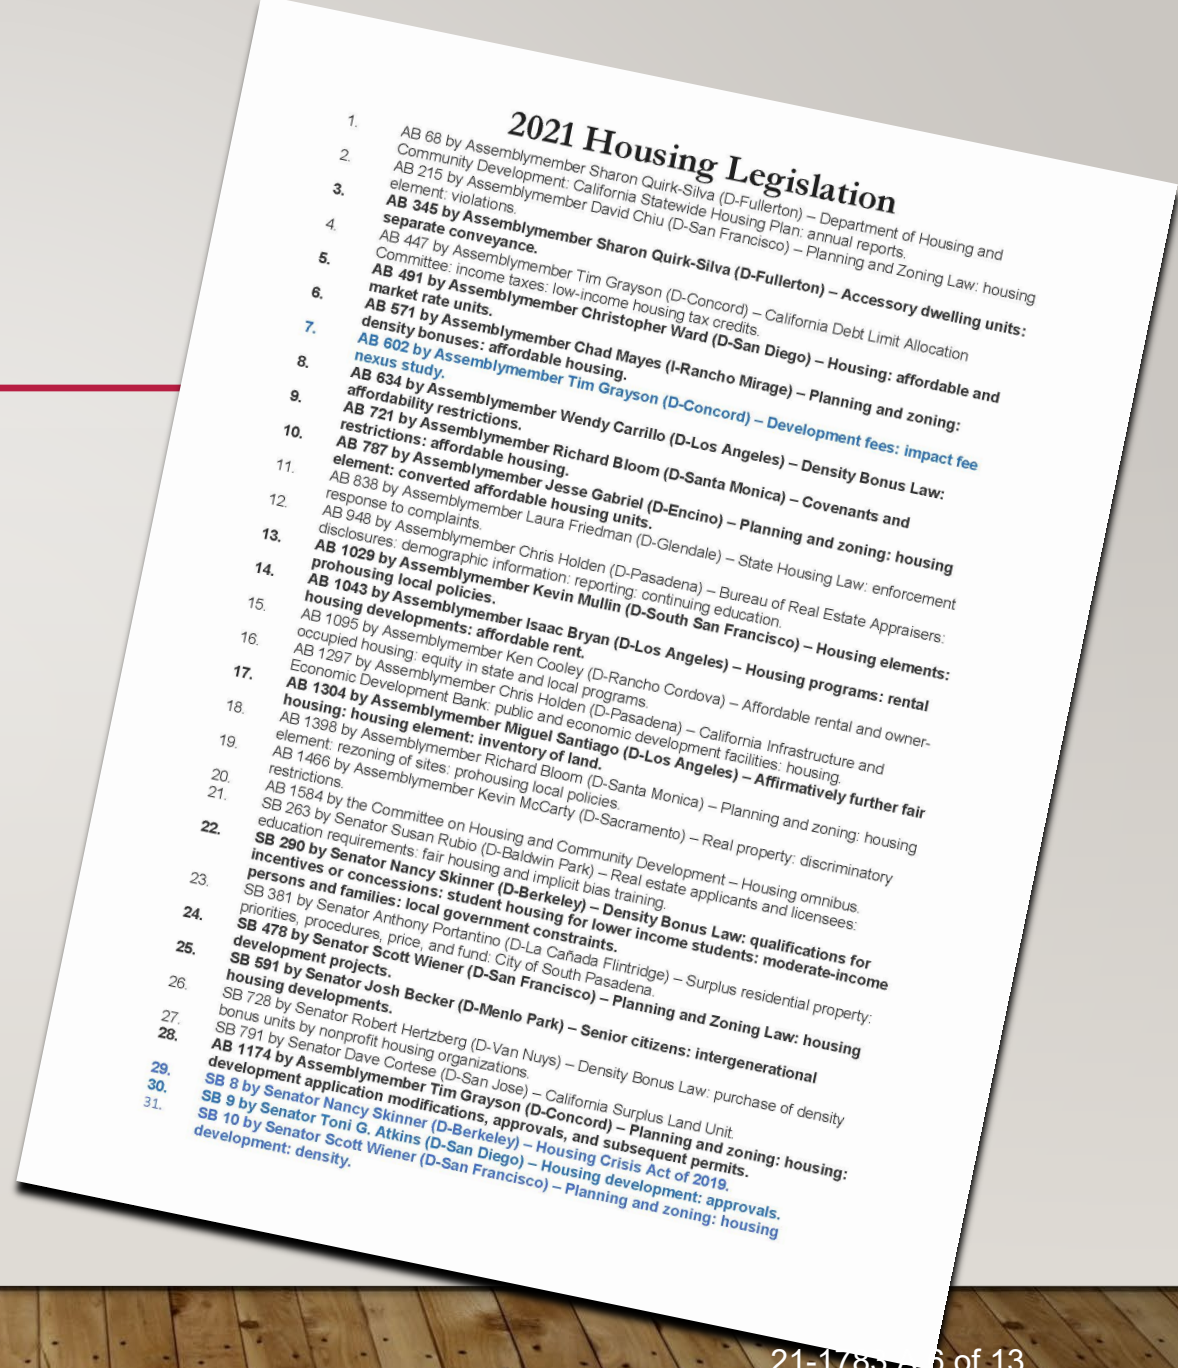 2021 Housing Legislation
1. AB 68 by Assemblymember Sharon Quirk-Silva (D-Fullerton) – Department of Housing and
Community Development: California Statewide Housing Plan: annual reports.
2. AB 215 by Assemblymember David Chiu (D-San Francisco) – Planning and Zoning Law: housing
element: violations.
3. AB 345 by Assemblymember Sharon Quirk-Silva (D-Fullerton) – Accessory dwelling units:
separate conveyance.
4. AB 447 by Assemblymember Tim Grayson (D-Concord) – California Debt Limit Allocation
Committee: income taxes: low-income housing tax credits.
5. AB 491 by Assemblymember Christopher Ward (D-San Diego) – Housing: affordable and
market rate units.
6. AB 571 by Assemblymember Chad Mayes (I-Rancho Mirage) – Planning and zoning:
density bonuses: affordable housing.
7. AB 602 by Assemblymember Tim Grayson (D-Concord) – Development fees: impact fee
nexus study.
8. AB 634 by Assemblymember Wendy Carrillo (D-Los Angeles) – Density Bonus Law:
affordability restrictions.
9. AB 721 by Assemblymember Richard Bloom (D-Santa Monica) – Covenants and
restrictions: affordable housing.
10. AB 787 by Assemblymember Jesse Gabriel (D-Encino) – Planning and zoning: housing
element: converted affordable housing units.
11. AB 838 by Assemblymember Laura Friedman (D-Glendale) – State Housing Law: enforcement
response to complaints.
12. AB 948 by Assemblymember Chris Holden (D-Pasadena) – Bureau of Real Estate Appraisers:
disclosures: demographic information: reporting: continuing education.
13. AB 1029 by Assemblymember Kevin Mullin (D-South San Francisco) – Housing elements:
prohousing local policies.
14. AB 1043 by Assemblymember Isaac Bryan (D-Los Angeles) – Housing programs: rental
housing developments: affordable rent.
15. AB 1095 by Assemblymember Ken Cooley (D-Rancho Cordova) – Affordable rental and owner-
occupied housing: equity in state and local programs.
16. AB 1297 by Assemblymember Chris Holden (D-Pasadena) – California Infrastructure and
Economic Development Bank: public and economic development facilities: housing.
17. AB 1304 by Assemblymember Miguel Santiago (D-Los Angeles) – Affirmatively further fair
housing: housing element: inventory of land.
18. AB 1398 by Assemblymember Richard Bloom (D-Santa Monica) – Planning and zoning: housing
element: rezoning of sites: prohousing local policies.
19. AB 1466 by Assemblymember Kevin McCarty (D-Sacramento) – Real property: discriminatory
restrictions.
20. AB 1584 by the Committee on Housing and Community Development – Housing omnibus.
21. SB 263 by Senator Susan Rubio (D-Baldwin Park) – Real estate applicants and licensees:
education requirements: fair housing and implicit bias training.
22. SB 290 by Senator Nancy Skinner (D-Berkeley) – Density Bonus Law: qualifications for
incentives or concessions: student housing for lower income students: moderate-income
persons and families: local government constraints.
23. SB 381 by Senator Anthony Portantino (D-La Cañada Flintridge) – Surplus residential property:
priorities, procedures, price, and fund: City of South Pasadena.
24. SB 478 by Senator Scott Wiener (D-San Francisco) – Planning and Zoning Law: housing
development projects.
25. SB 591 by Senator Josh Becker (D-Menlo Park) – Senior citizens: intergenerational
housing developments.
26. SB 728 by Senator Robert Hertzberg (D-Van Nuys) – Density Bonus Law: purchase of density
bonus units by nonprofit housing organizations.
27. SB 791 by Senator Dave Cortese (D-San Jose) – California Surplus Land Unit.
28. AB 1174 by Assemblymember Tim Grayson (D-Concord) – Planning and zoning: housing:
development application modifications, approvals, and subsequent permits.
29. SB 8 by Senator Nancy Skinner (D-Berkeley) – Housing Crisis Act of 2019.
30. SB 9 by Senator Toni G. Atkins (D-San Diego) – Housing development: approvals.
31. SB 10 by Senator Scott Wiener (D-San Francisco) – Planning and zoning: housing
development: density.
21-1783 6 of 13